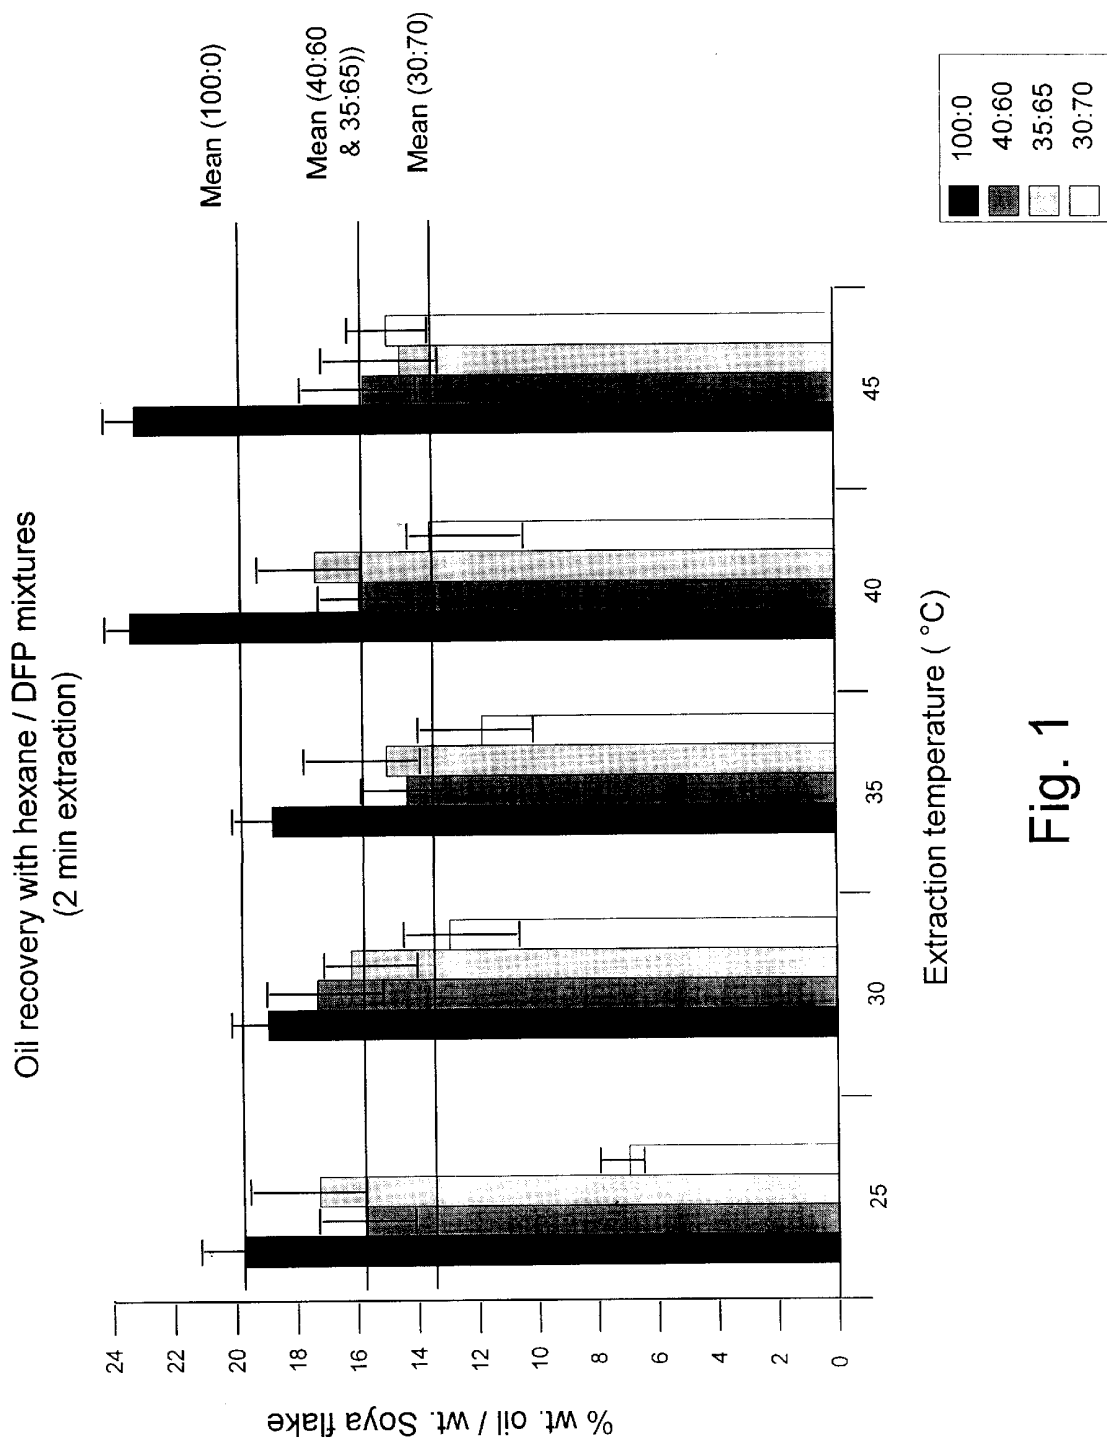 Oil recovery with hexane / DFP mixtures
(2 min extraction)
Mean (100:0)
Mean (40:60
& 35:65))
Mean (30:70)
% wt. oil / wt. Soya flake
24
22
20
18
16
14
12
10
8
6
4
2
0
25
30
35
40
45
Extraction temperature ( °C)
100:0
40:60
35:65
30:70
Fig. 1